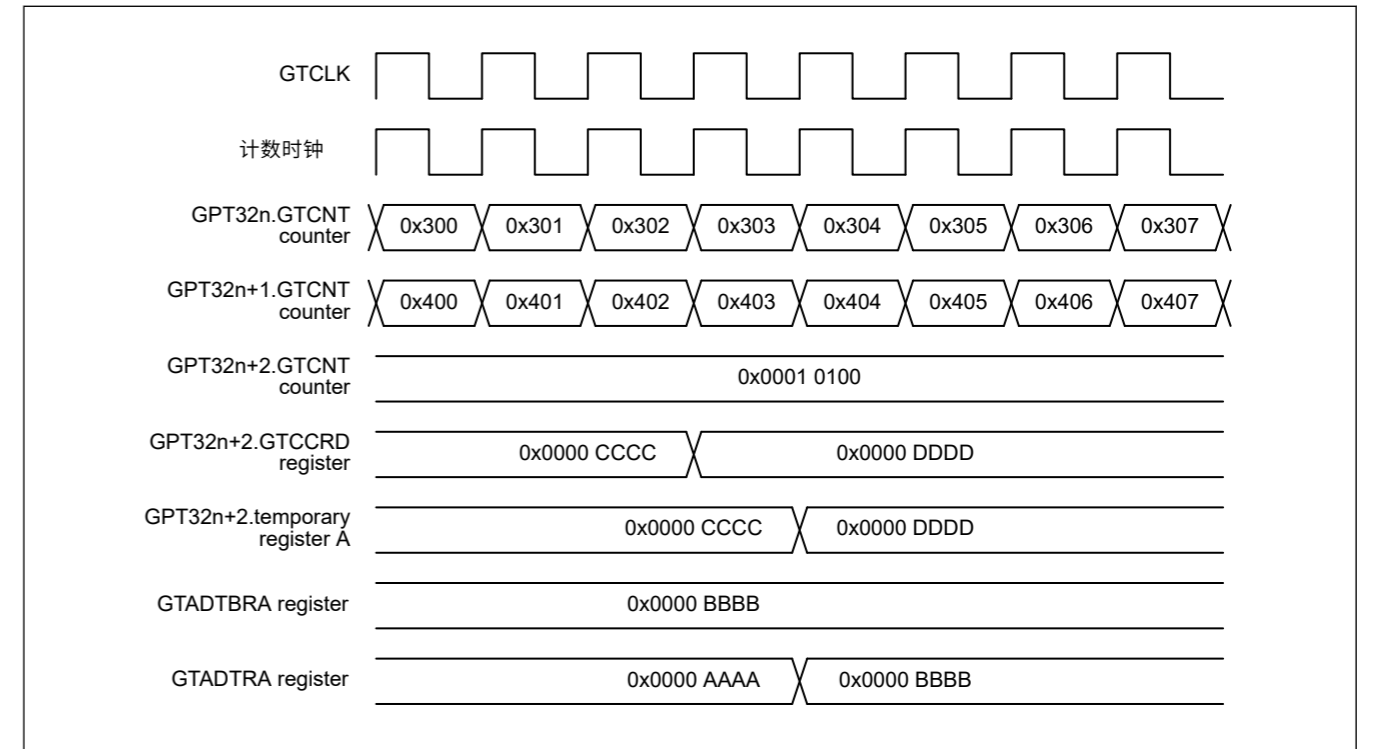 GTCLK
计数时钟
GPT32n.GTCNT
counter
0x300 0x301 0x302 0x303 0x304 0x305 0x306 0x307
GPT32n+1.GTCNT
counter
0x400 0x401 0x402 0x403 0x404 0x405 0x406 0x407
GPT32n+2.GTCNT
counter
0x0001 0100
GPT32n+2.GTCCRD
register
0x0000 CCCC 0x0000 DDDD
GPT32n+2.temporary
register A
0x0000 CCCC 0x0000 DDDD
GTADTBRA register
0x0000 BBBB
GTADTRA register
0x0000 AAAA 0x0000 BBBB